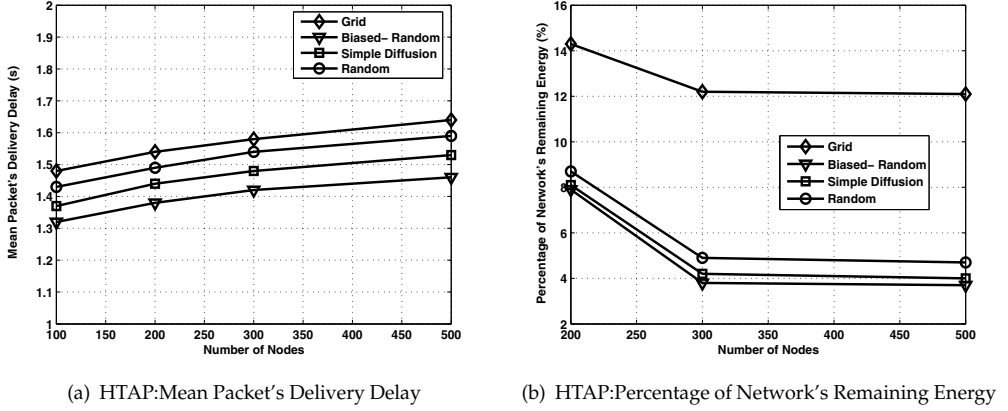 2
1.9
1.8
1.7
1.6
1.5
1.4
1.3
1.2
1.1
1
Mean Packet's Delivery Delay (s)
Grid
Biased– Random
Simple Diffusion
Random
100 150 200 250 300 350 400 450 500
Number of Nodes
(a) HTAP:Mean Packet's Delivery Delay
16
14
12
10
8
6
4
2
Percentage of Nerwork's Remaining Energy (%)
Grid
Biased– Random
Simple Diffusion
Random
200 250 300 350 400 450 500
Number of Nodes
(b) HTAP:Percentage of Network's Remaining Energy